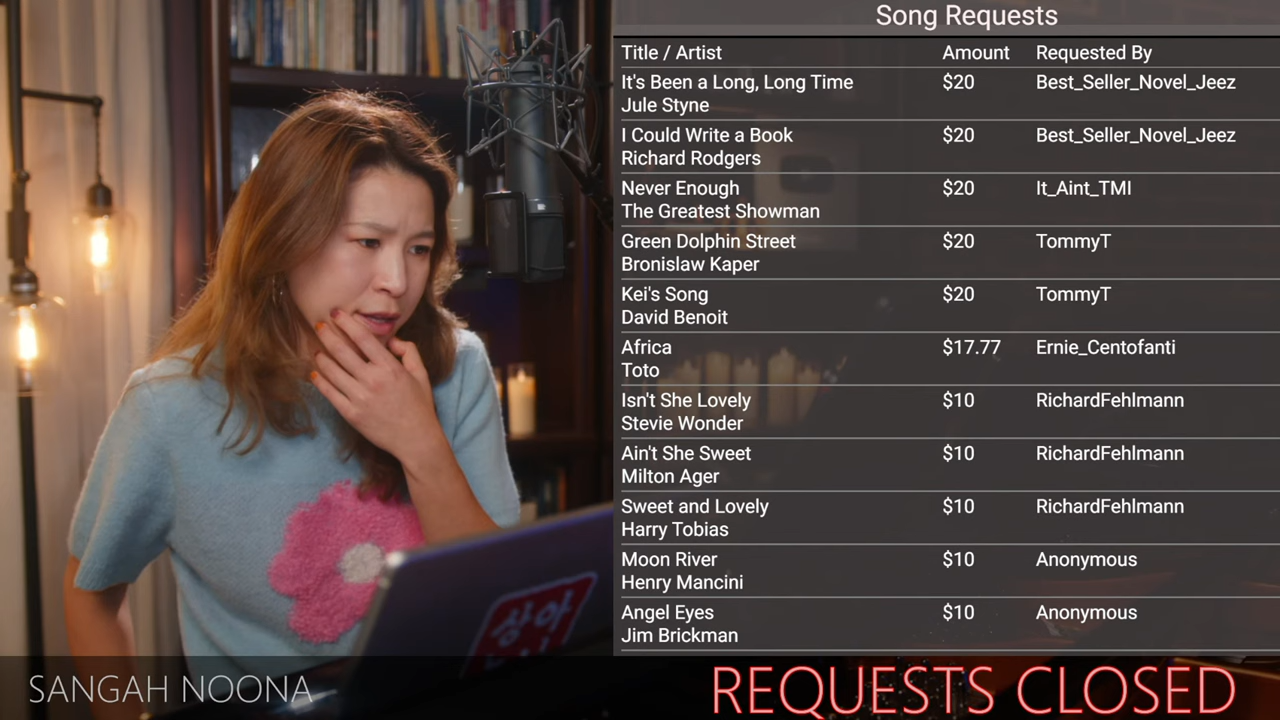 Song Requests
Title / Artist Amount Requested By
It's Been a Long, Long Time $20 Best_Seller_Novel_Jeez
Jule Styne
I Could Write a Book $20 Best_Seller_Novel_Jeez
Richard Rodgers
Never Enough $20 It_Aint_TMI
The Greatest Showman
Green Dolphin Street $20 TommyT
Bronislaw Kaper
Kei's Song $20 TommyT
David Benoit
Africa $17.77 Ernie_Centofanti
Toto
Isn't She Lovely $10 RichardFehlmann
Stevie Wonder
Ain't She Sweet $10 RichardFehlmann
Milton Ager
Sweet and Lovely $10 RichardFehlmann
Harry Tobias
Moon River $10 Anonymous
Henry Mancini
Angel Eyes $10 Anonymous
Jim Brickman
상아
SANGAH NOONA
REQUESTS CLOSED